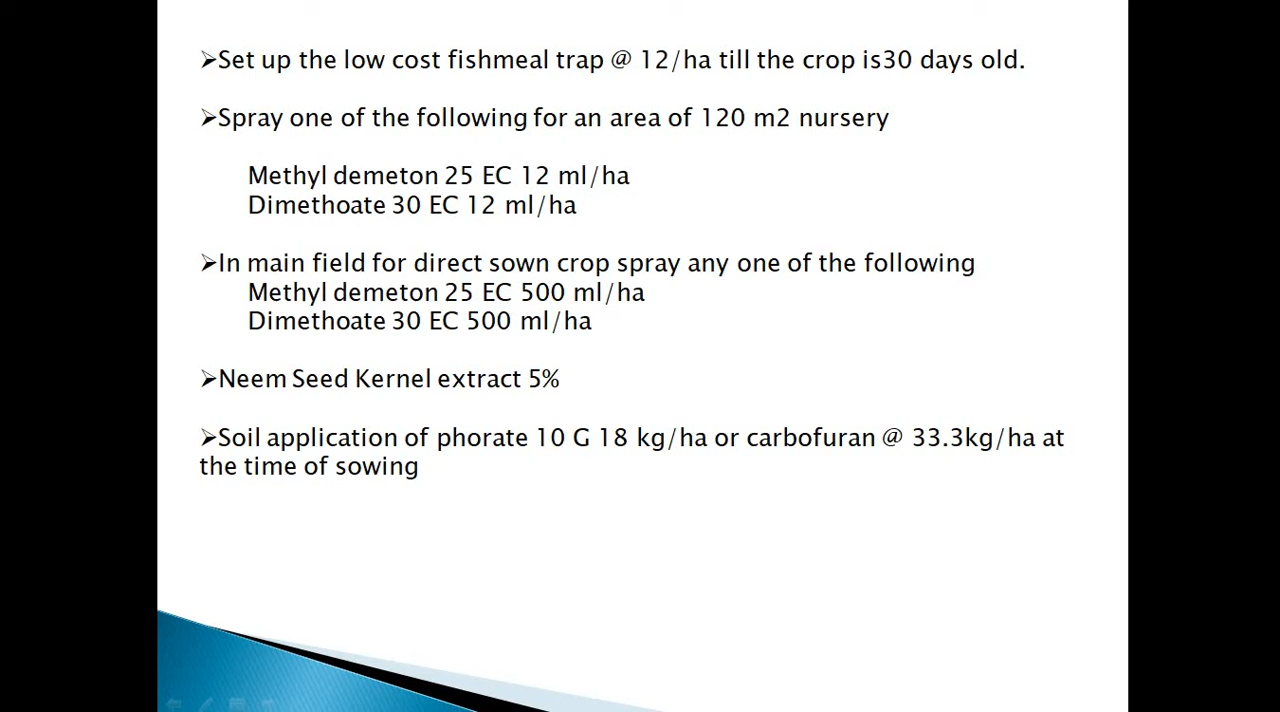 ➢Set up the low cost fishmeal trap @ 12/ha till the crop is30 days old.
➢Spray one of the following for an area of 120 m2 nursery
Methyl demeton 25 EC 12 ml/ha
Dimethoate 30 EC 12 ml/ha
➢In main field for direct sown crop spray any one of the following
Methyl demeton 25 EC 500 ml/ha
Dimethoate 30 EC 500 ml/ha
➢Neem Seed Kernel extract 5%
➢Soil application of phorate 10 G 18 kg/ha or carbofuran @ 33.3kg/ha at
the time of sowing